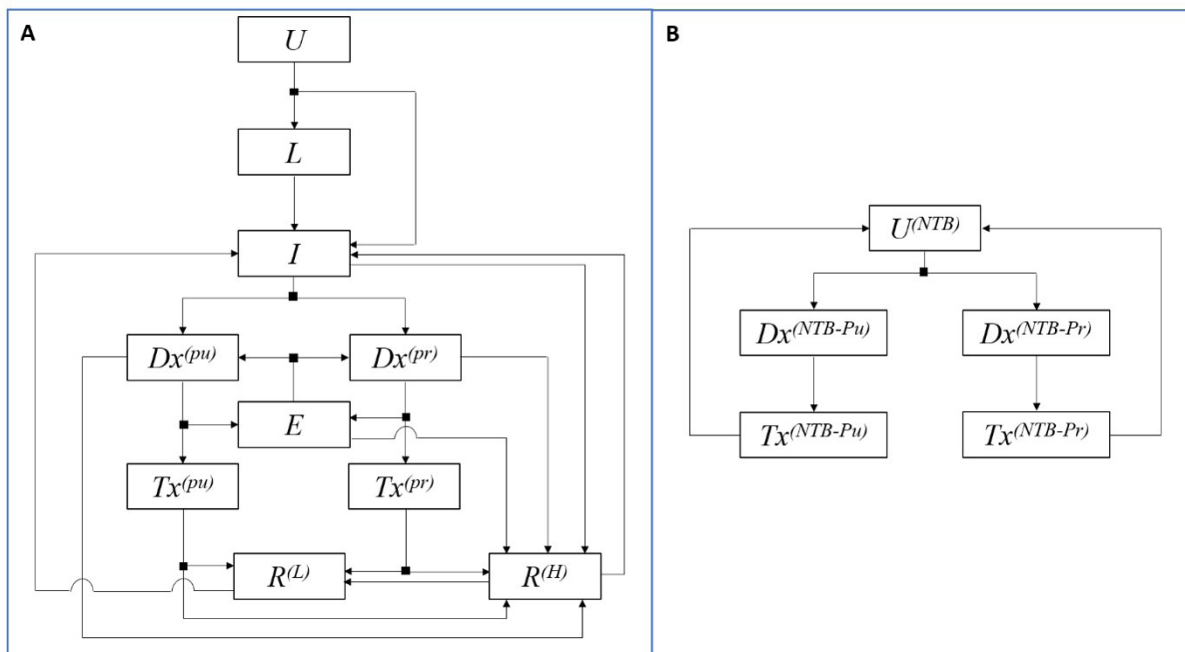 A
U
L
I
Dx(pu)
Dx(pr)
E
Tx(pu)
Tx(pr)
R(L)
R(H)
B
U(NTB)
Dx(NTB-Pu)
Dx(NTB-Pr)
Tx(NTB-Pu)
Tx(NTB-Pr)